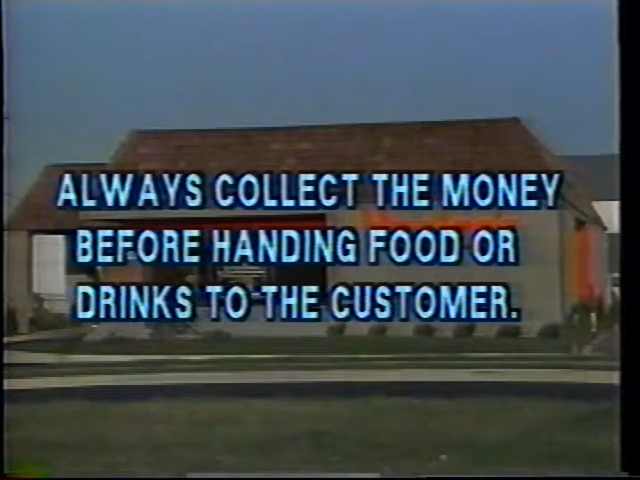 ALWAYS COLLECT THE MONEY
BEFORE HANDING FOOD OR
DRINKS TO THE CUSTOMER.